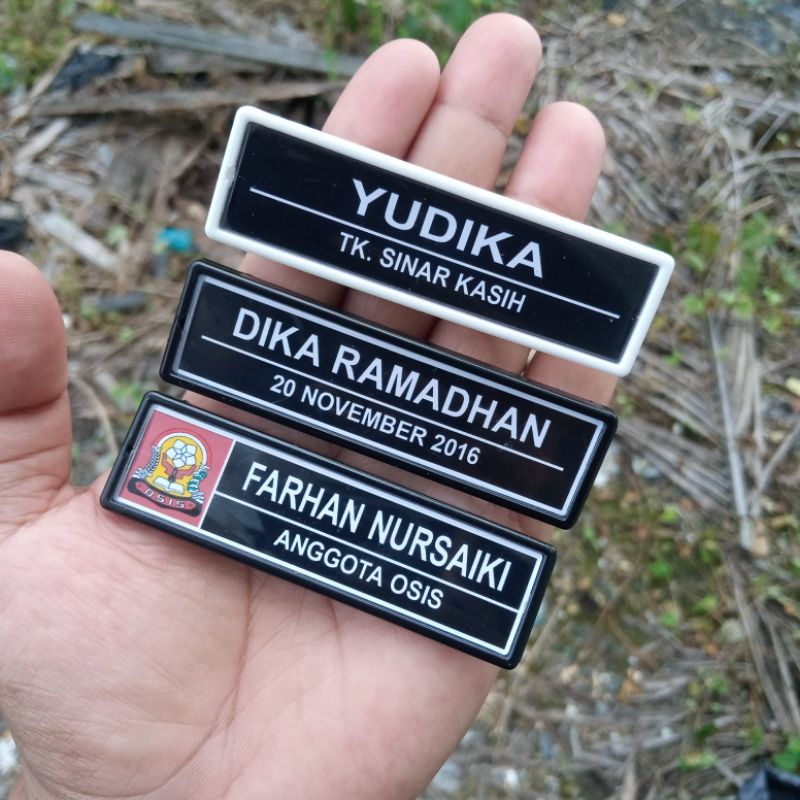 YUDIKA
TK. SINAR KASIH
DIKA RAMADHAN
20 NOVEMBER 2016
OSIS
FARHAN NURSAIKI
ANGGOTA OSIS